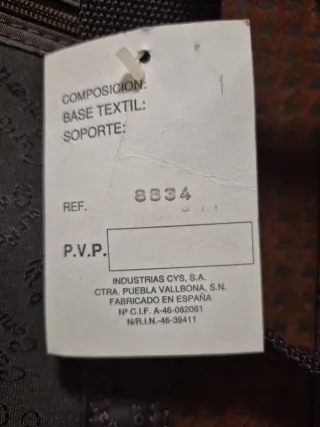 COMPOSICION:
BASE TEXTIL:
SOPORTE:
REF. 8834
P.V.P.
INDUSTRIAS CYS, S.A.
CTRA. PUEBLA VALLBONA, S.N.
FABRICADO EN ESPAÑA
Nº C.I.F. A-46-082061
N/R.I.N.-46-39411